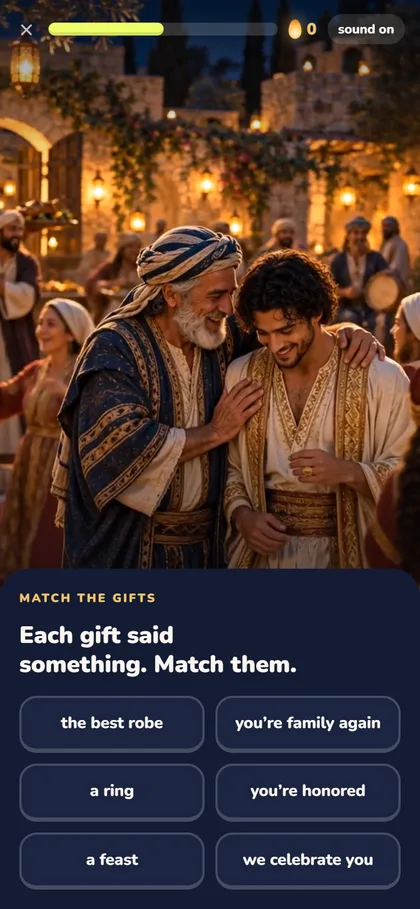 0
sound on
MATCH THE GIFTS
Each gift said
something. Match them.
the best robe
you’re family again
a ring
you’re honored
a feast
we celebrate you